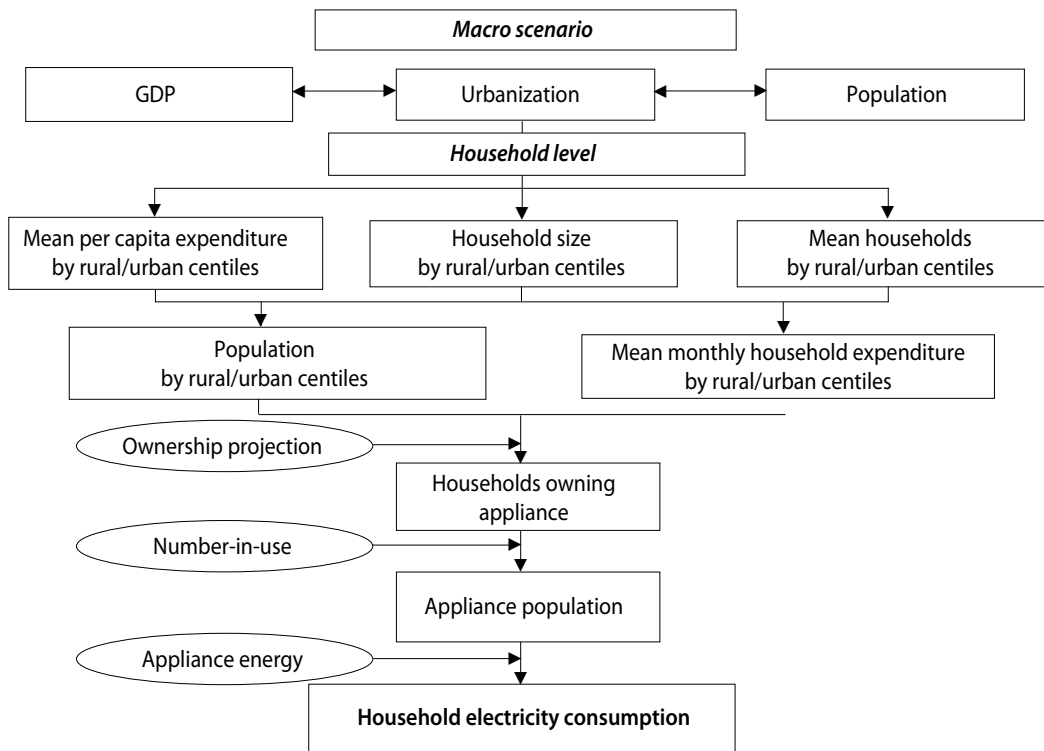 Macro scenario
GDP
Urbanization
Population
Household level
Mean per capita expenditure
by rural/urban centiles
Household size
by rural/urban centiles
Mean households
by rural/urban centiles
Population
by rural/urban centiles
Mean monthly household expenditure
by rural/urban centiles
Ownership projection
Households owning
appliance
Number-in-use
Appliance population
Appliance energy
Household electricity consumption